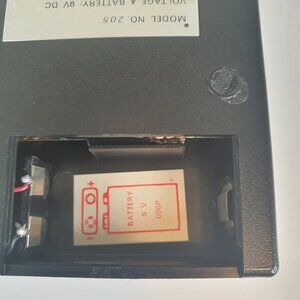 MODEL NO. 205
VOLTAGE & BATTERY: 9V DC
+
-
BATTERY
9 V
006P